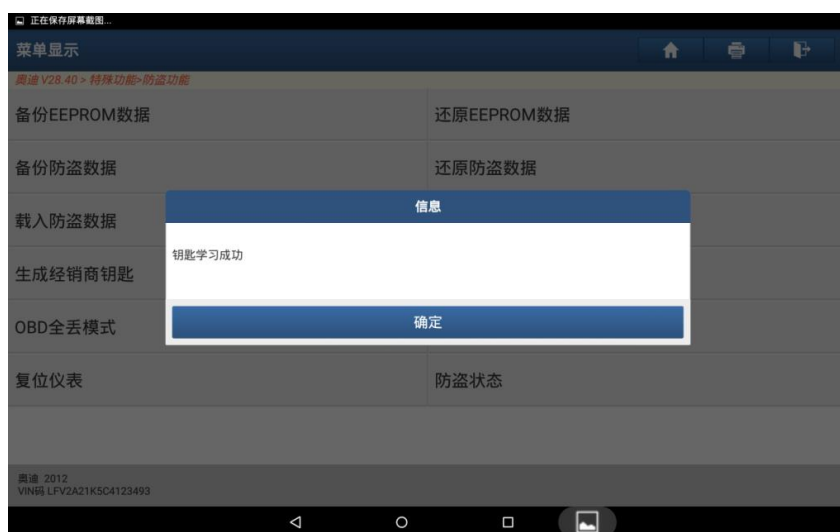 正在保存屏幕截图...
菜单显示
奥迪 V28.40 > 特殊功能>防盗功能
备份EEPROM数据
还原EEPROM数据
备份防盗数据
还原防盗数据
载入防盗数据
信息
钥匙学习成功
生成经销商钥匙
确定
OBD全丢模式
复位仪表
防盗状态
奥迪 2012
VIN码 LFV2A21K5C4123493